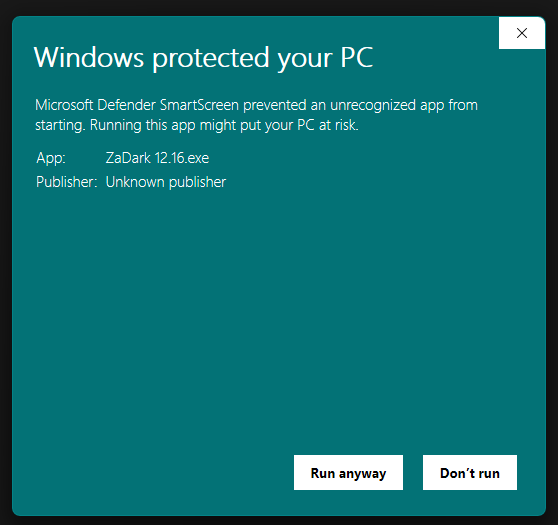 Windows protected your PC
Microsoft Defender SmartScreen prevented an unrecognized app from
starting. Running this app might put your PC at risk.
App: ZaDark 12.16.exe
Publisher: Unknown publisher
Run anyway Don’t run